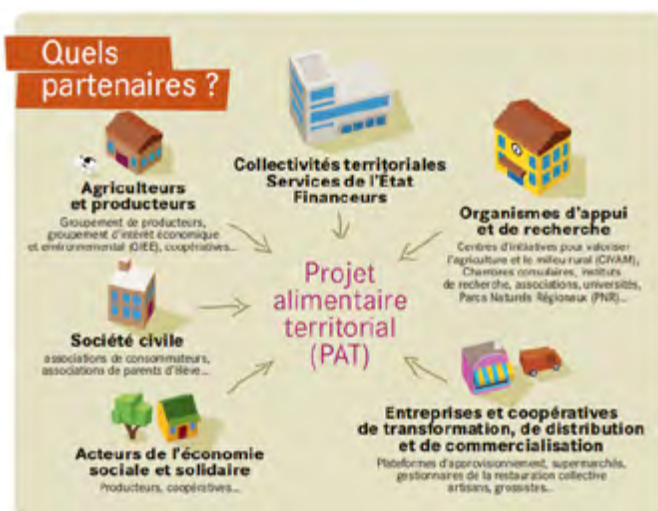 Quels
partenaires ?
Agriculteurs
et producteurs
Groupement de producteurs,
groupement d'intérêt économique
et environnemental (GIEE), coopératives...
Collectivités territoriales
Services de l'Etat
Financeurs
Organismes d'appui
et de recherche
Centres d'initiatives pour valoriser
l'agriculture et le milieu rural (CIVAM),
Chambres consulaires, instituts
de recherche, associations, universités,
Parcs Naturels Régionaux (PNR)...
Projet
alimentaire
territorial
(PAT)
Société civile
associations de consommateurs,
associations de parents d'élève...
Acteurs de l'économie
sociale et solidaire
Producteurs, coopératives...
Entreprises et coopératives
de transformation, de distribution
et de commercialisation
Plateformes d'approvisionnement, supermarchés,
gestionnaires de la restauration collective
artisans, grossistes...